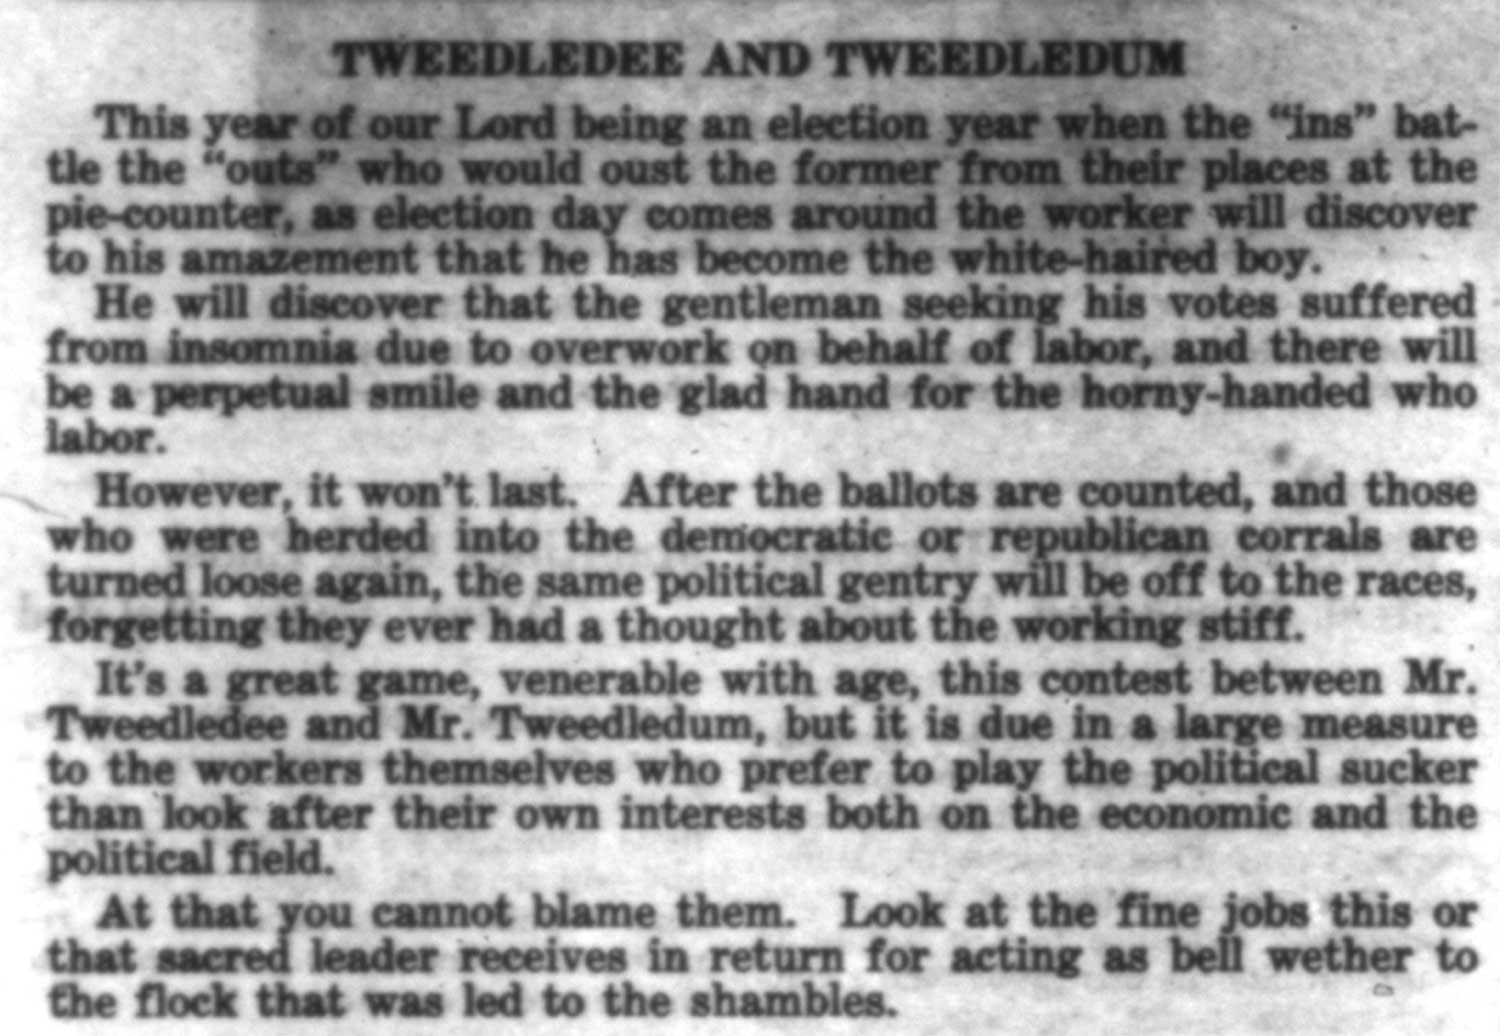 TWEEDLEDEE AND TWEEDLEDUM
This year of our Lord being an election year when the “ins” bat-
tle the “outs” who would oust the former from their places at the
pie-counter, as election day comes around the worker will discover
to his amazement that he has become the white-haired boy.
He will discover that the gentleman seeking his votes suffered
from insomnia due to overwork on behalf of labor, and there will
be a perpetual smile and the glad hand for the horny-handed who
labor.
However, it won’t last. After the ballots are counted, and those
who were herded into the democratic or republican corrals are
turned loose again, the same political gentry will be off to the races,
forgetting they ever had a thought about the working stiff.
It’s a great game, venerable with age, this contest between Mr.
Tweedledee and Mr. Tweedledum, but it is due in a large measure
to the workers themselves who prefer to play the political sucker
than look after their own interests both on the economic and the
political field.
At that you cannot blame them. Look at the fine jobs this or
that sacred leader receives in return for acting as bell wether to
the flock that was led to the shambles.